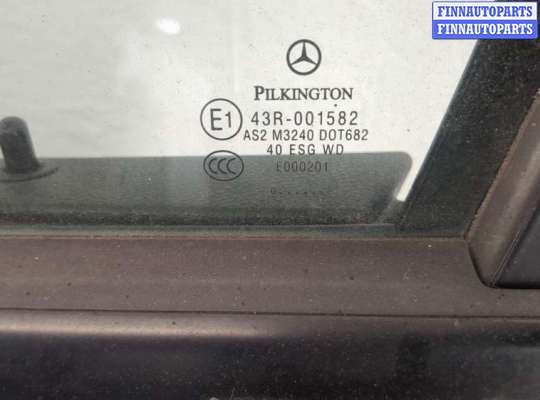 FINNAUTOPARTS
FINNAUTOPARTS
PILKINGTON
E1 43R-001582
AS2 M3240 DOT682
40 ESG WD
CCC E000201